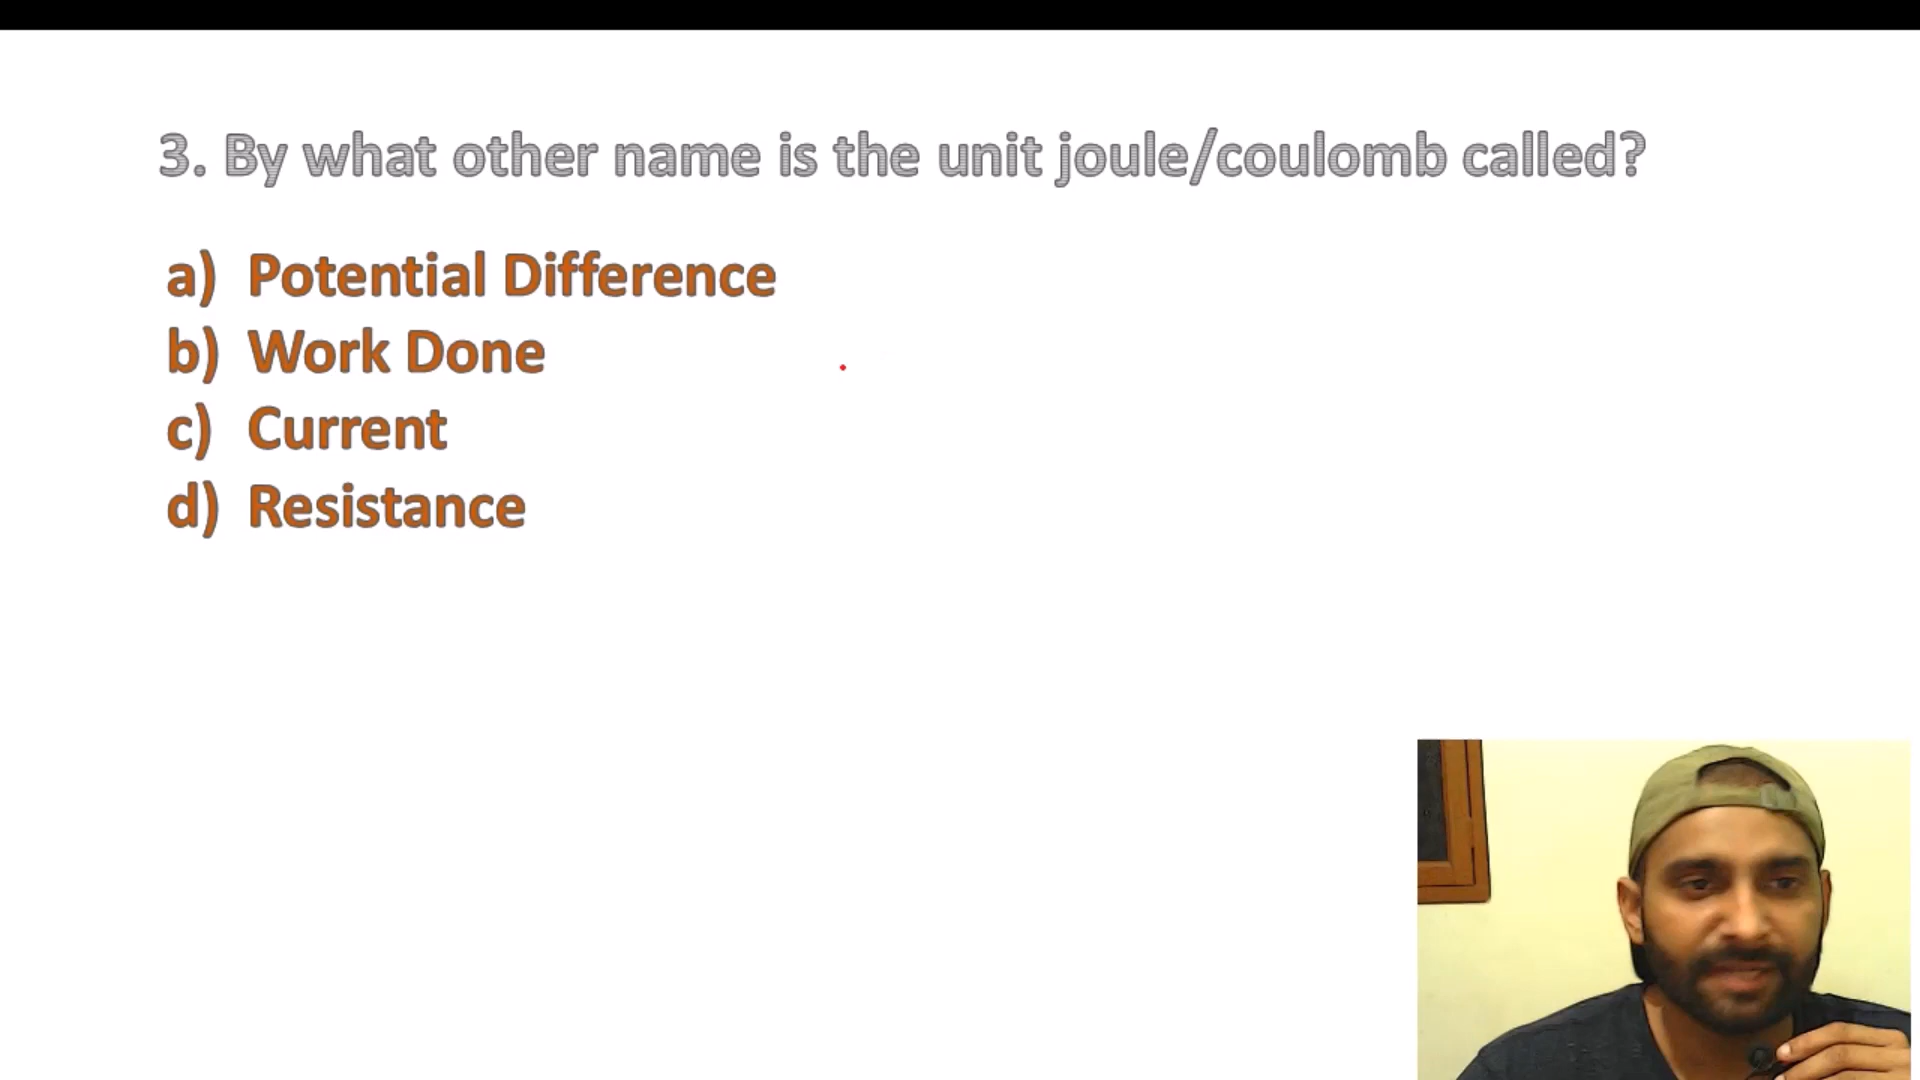 3. By what other name is the unit joule/coulomb called?
a) Potential Difference
b) Work Done
c) Current
d) Resistance